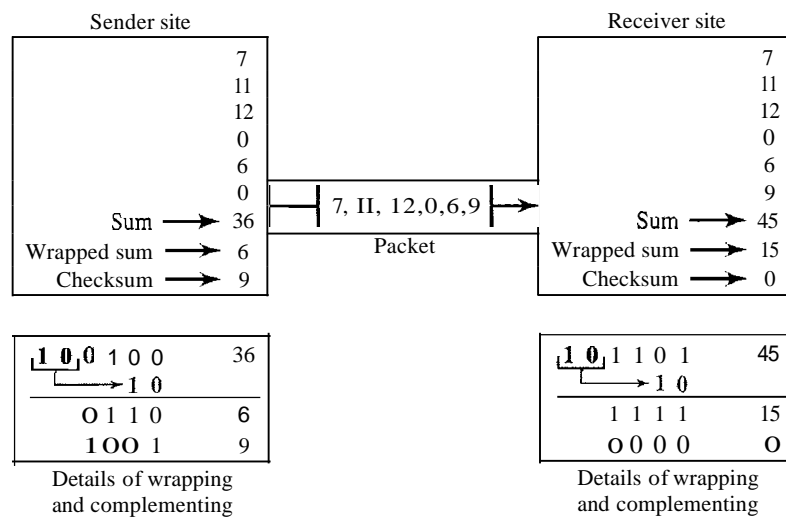 Sender site
7
11
12
0
6
0
Sum 36
Wrapped sum 6
Checksum 9
7, II, 12,0,6,9
Packet
Receiver site
7
11
12
0
6
9
Sum 45
Wrapped sum 15
Checksum 0
1 0 0 1 0 0 36
1 0
O 1 1 0 6
1 O O 1 9
Details of wrapping
and complementing
1 0 1 1 0 1 45
1 0
1 1 1 1 15
O 0 0 0 O
Details of wrapping
and complementing